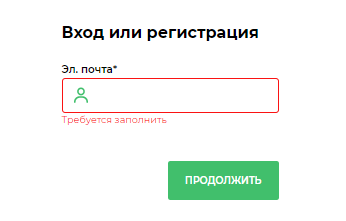 Вход или регистрация
Эл. почта*
Требуется заполнить
ПРОДОЛЖИТЬ